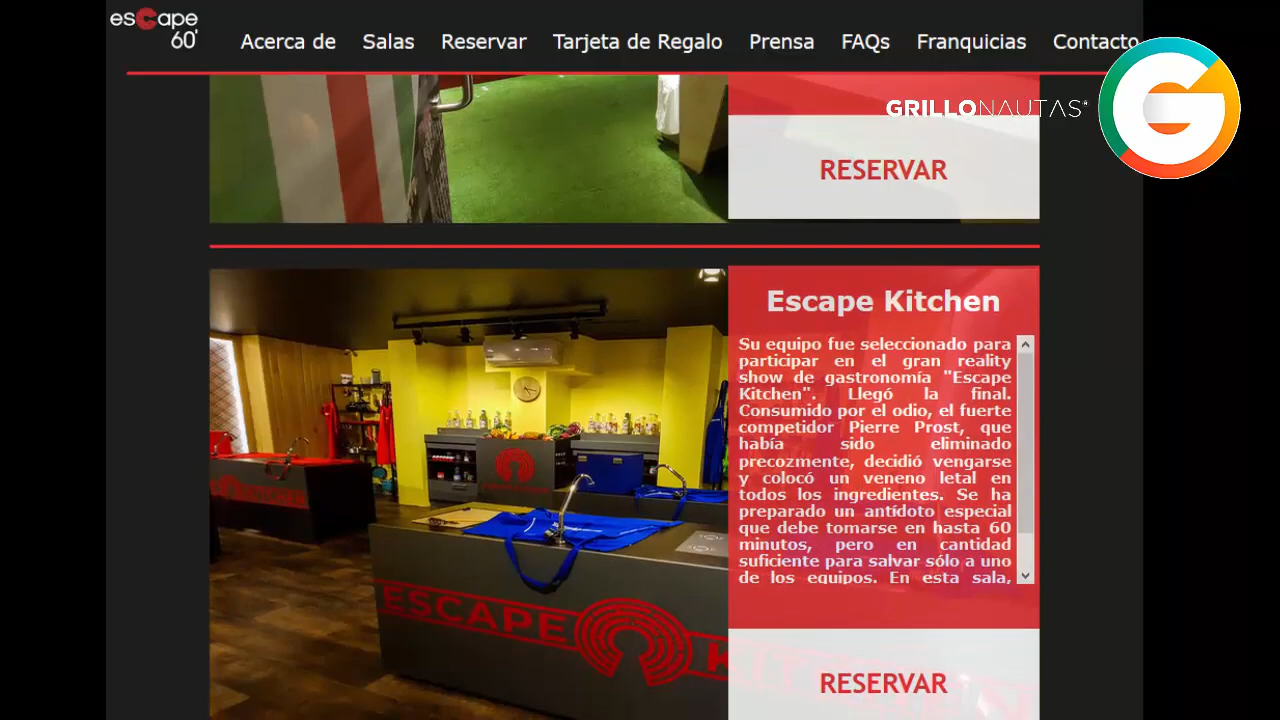 escape
60'
Acerca de Salas Reservar Tarjeta de Regalo Prensa FAQs Franquicias Contacto
GRILLONAUTAS®
G
RESERVAR
Escape Kitchen
Su equipo fue seleccionado para
participar en el gran reality
show de gastronomía "Escape
Kitchen". Llegó la final.
Consumido por el odio, el fuerte
competidor Pierre Prost, que
había sido eliminado
precozmente, decidió vengarse
y colocó un veneno letal en
todos los ingredientes. Se ha
preparado un antídoto especial
que debe tomarse en hasta 60
minutos, pero en cantidad
suficiente para salvar sólo a uno
de los equipos. En esta sala,
ESCAPE KITCHEN
RESERVAR